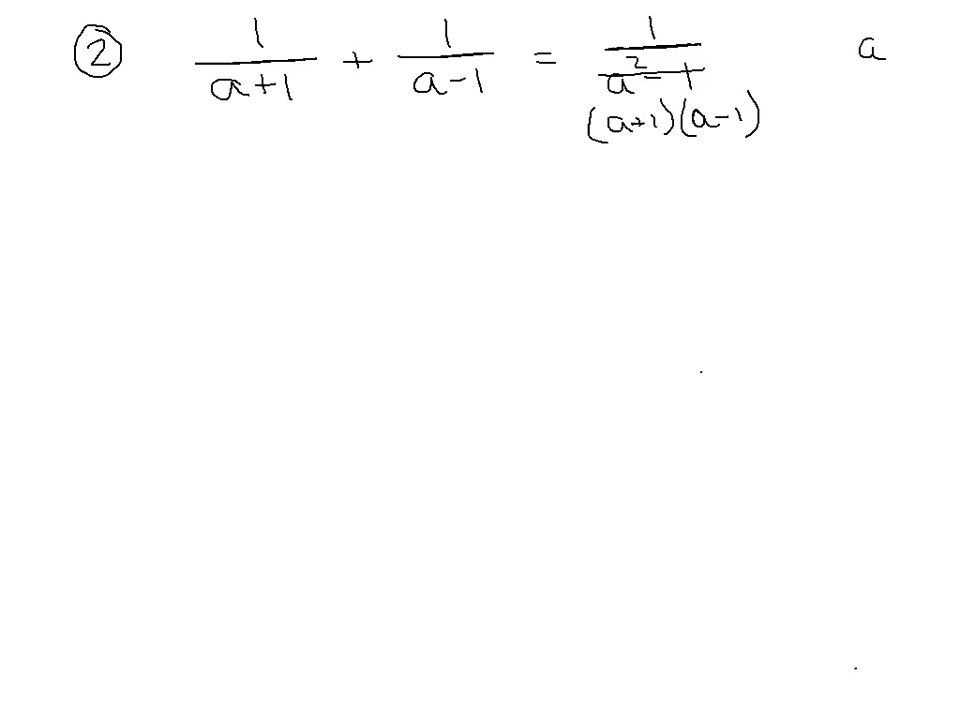 ② 1/(a+1) + 1/(a-1) = 1/(a²-1) a
(a+1)(a-1)